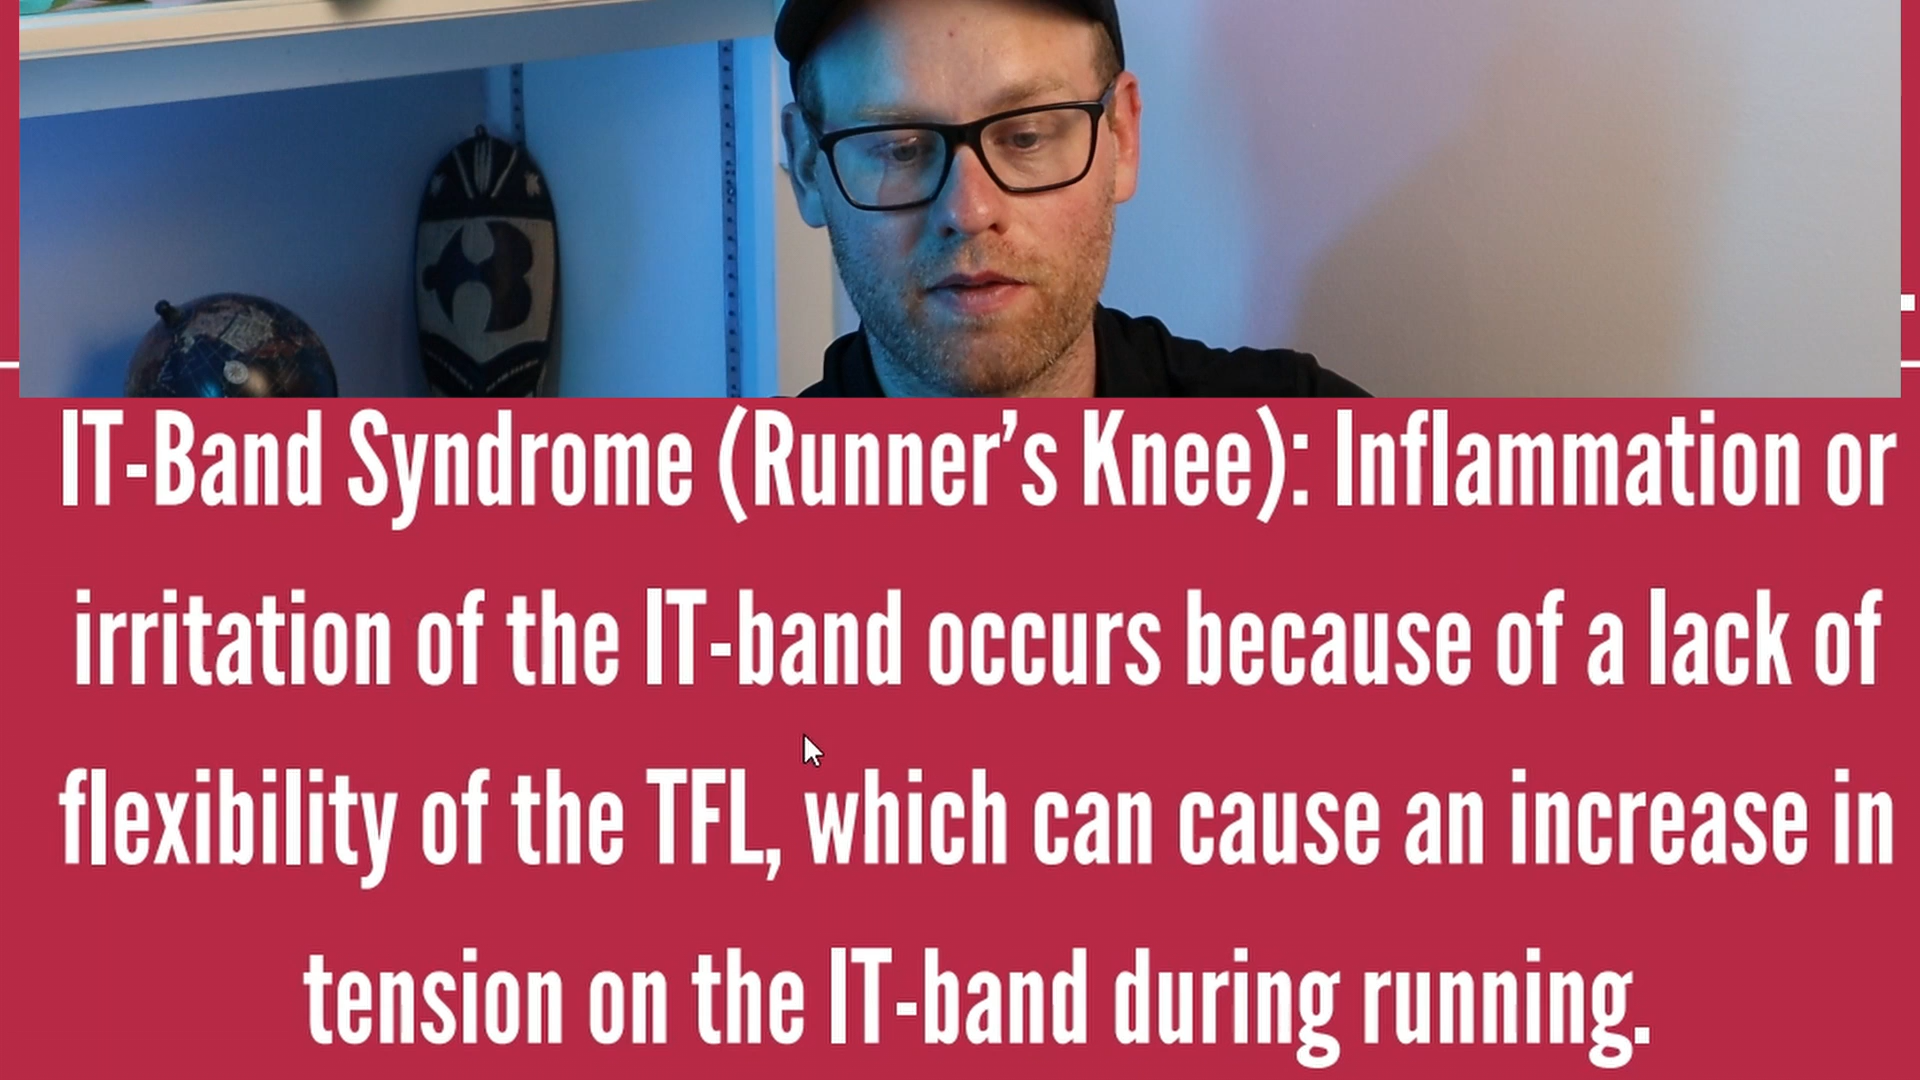 IT-Band Syndrome (Runner’s Knee): Inflammation or
irritation of the IT-band occurs because of a lack of
flexibility of the TFL, which can cause an increase in
tension on the IT-band during running.